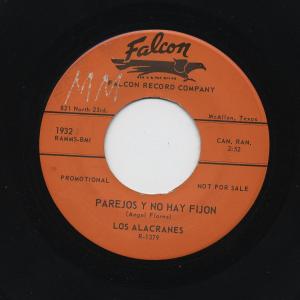 Falcon
MM
FALCON RECORD COMPANY
821 North 23rd.
McAllen, Texas
1932
RAMMS-BMI
CAN, RAN,
2:52
PROMOTIONAL
NOT FOR SALE
PAREJOS Y NO HAY FIJON
(Angel Flores)
LOS ALACRANES
R-1379